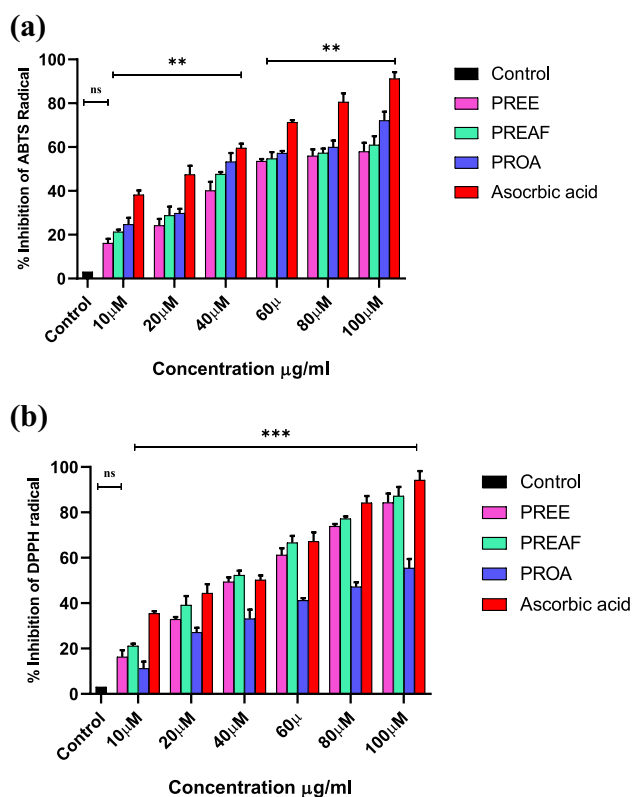 (a)
**
**
ns
100
80
60
40
20
0
% Inhibition of ABTS Radical
Control
10μM
20μM
40μM
60μ
80μM
100μM
Concentration μg/ml
Control
PREE
PREAF
PROA
Asocrbic acid
(b)
***
ns
100
80
60
40
20
0
% Inhibition of DPPH radical
Control
10μM
20μM
40μM
60μ
80μM
100μM
Concentration μg/ml
Control
PREE
PREAF
PROA
Ascorbic acid